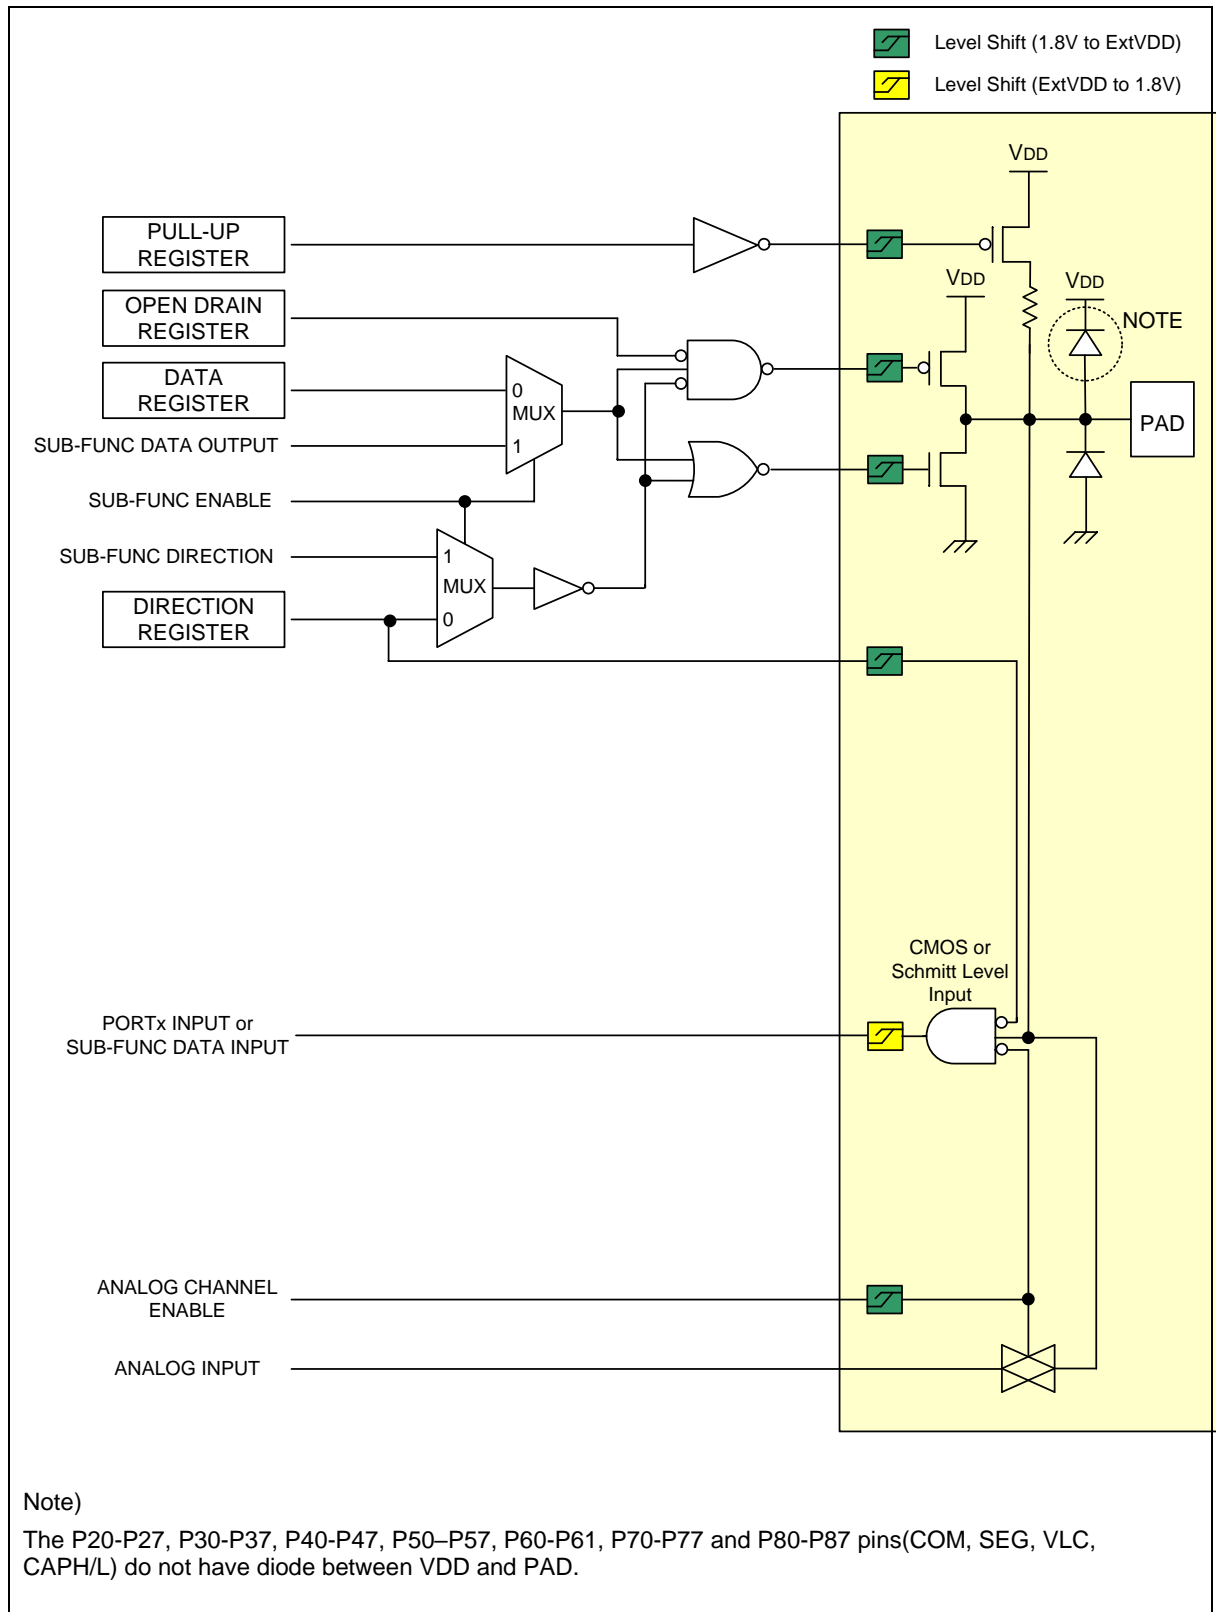 Level Shift (1.8V to ExtVDD)
Level Shift (ExtVDD to 1.8V)
VDD
PULL-UP
REGISTER
VDD
VDD
OPEN DRAIN
REGISTER
NOTE
DATA
REGISTER
0
MUX
1
PAD
SUB-FUNC DATA OUTPUT
SUB-FUNC ENABLE
SUB-FUNC DIRECTION
1
MUX
0
DIRECTION
REGISTER
CMOS or
Schmitt Level
Input
PORTx INPUT or
SUB-FUNC DATA INPUT
ANALOG CHANNEL
ENABLE
ANALOG INPUT
Note)
The P20-P27, P30-P37, P40-P47, P50–P57, P60-P61, P70-P77 and P80-P87 pins(COM, SEG, VLC,
CAPH/L) do not have diode between VDD and PAD.